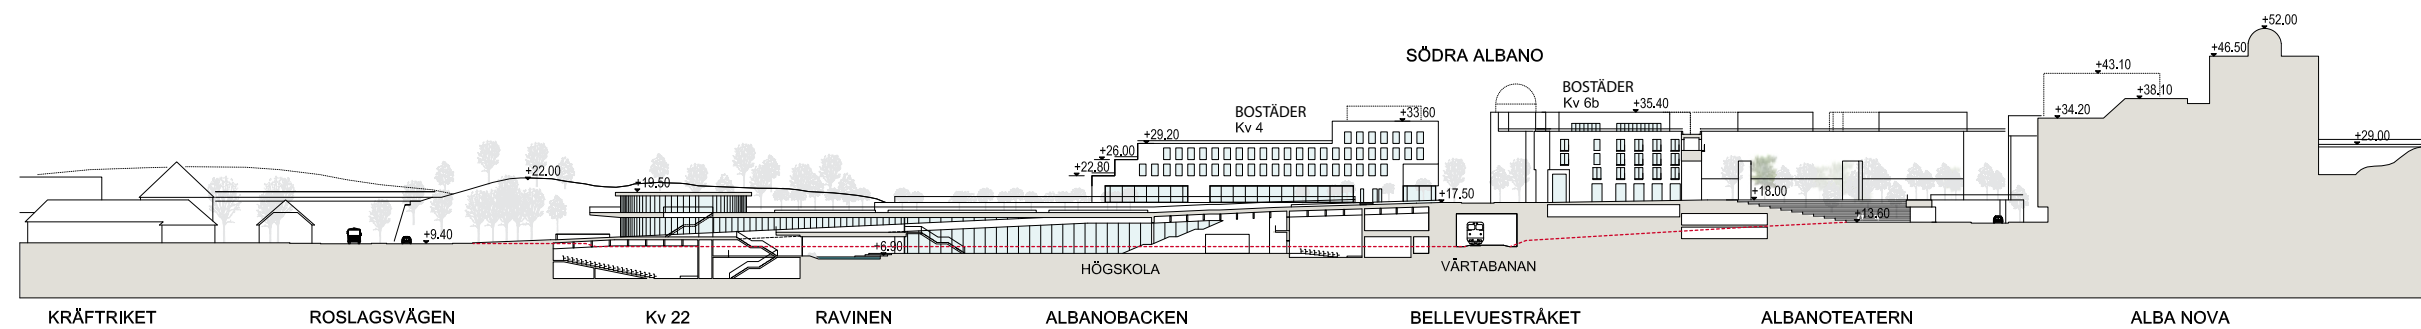 SÖDRA ALBANO
+52.00
+46.50
+43.10
+38.10
+34.20
+29.00
BOSTÄDER
Kv 6b
+35.40
BOSTÄDER
Kv 4
+33.60
+29.20
+26.00
+22.80
+22.00
+19.50
+17.50
+18.00
+13.60
+9.40
+6.90
HÖGSKOLA
VÄRTABANAN
KRÄFTRIKET
ROSLAGSVÄGEN
Kv 22
RAVINEN
ALBANOBACKEN
BELLEVUESTRÅKET
ALBANOTEATERN
ALBA NOVA